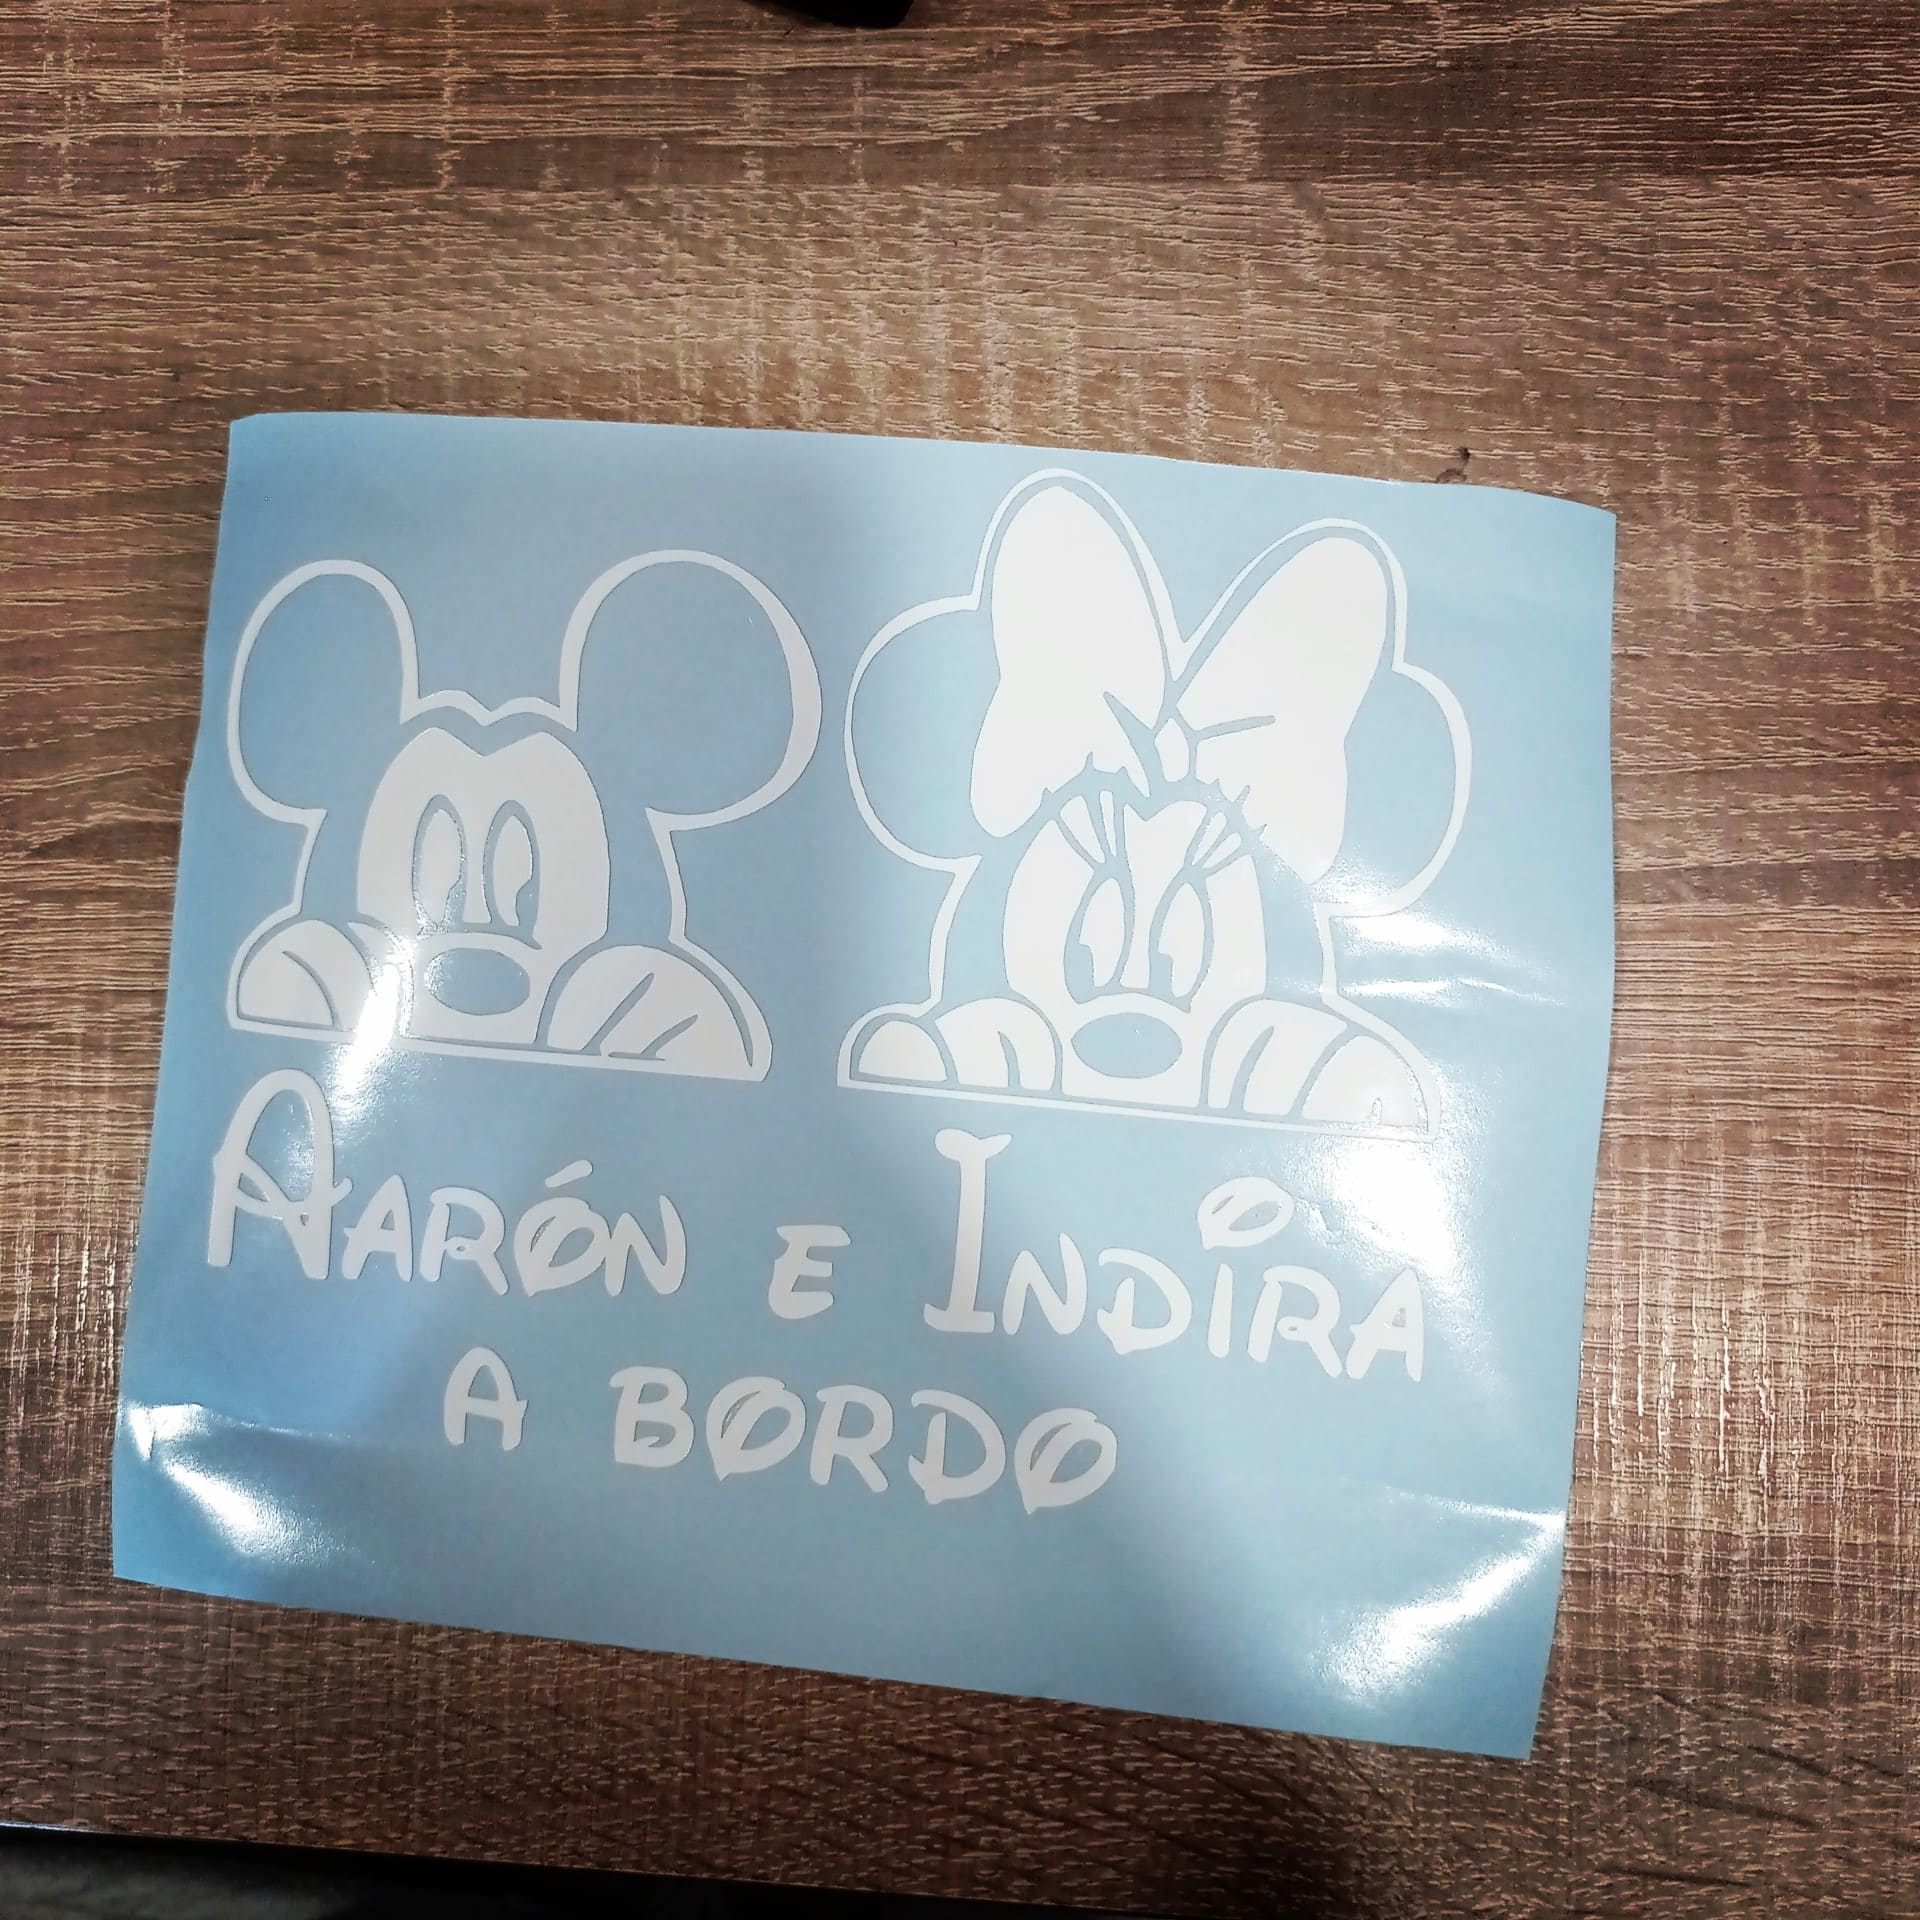 Aarón e Indira
a bordo